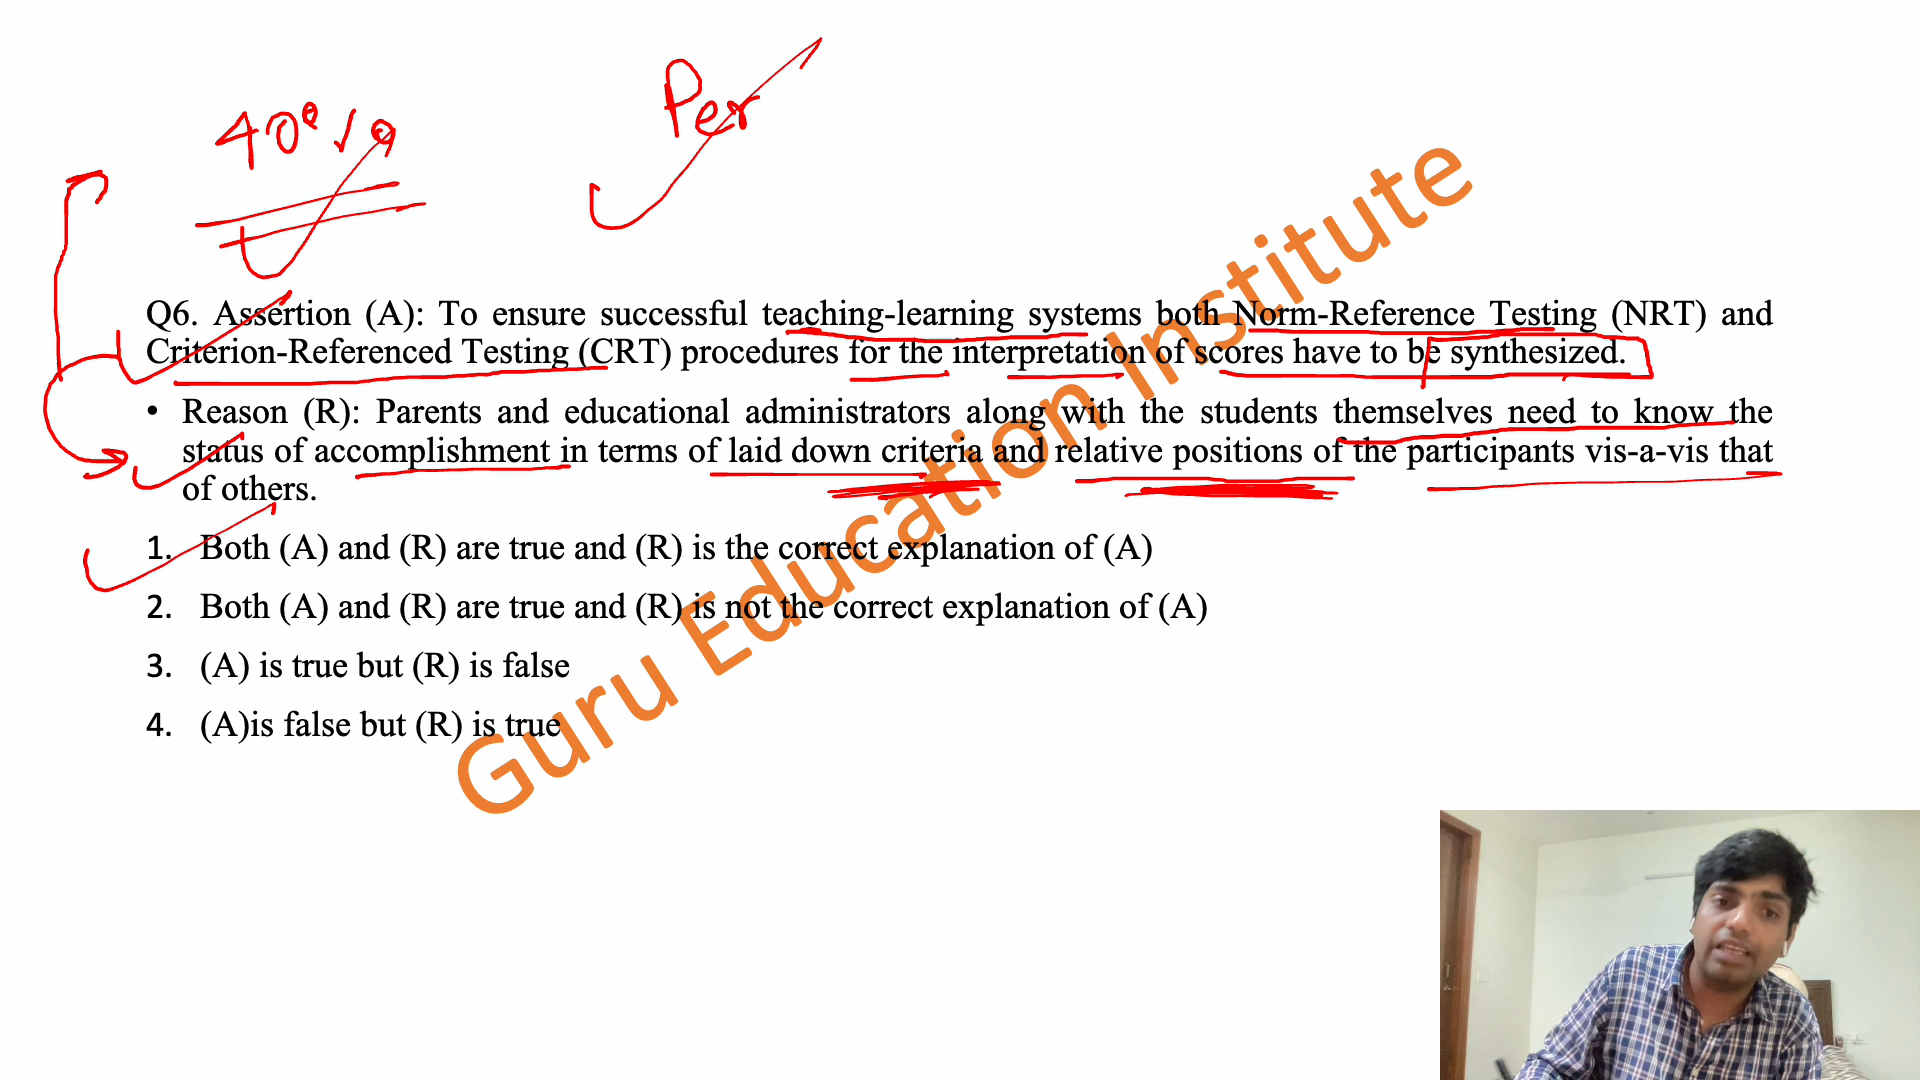 40%
Per
Q6. Assertion (A): To ensure successful teaching-learning systems both Norm-Reference Testing (NRT) and
Criterion-Referenced Testing (CRT) procedures for the interpretation of scores have to be synthesized.
• Reason (R): Parents and educational administrators along with the students themselves need to know the
status of accomplishment in terms of laid down criteria and relative positions of the participants vis-a-vis that
of others.
1. Both (A) and (R) are true and (R) is the correct explanation of (A)
2. Both (A) and (R) are true and (R) is not the correct explanation of (A)
3. (A) is true but (R) is false
4. (A)is false but (R) is true
Guru Education Institute